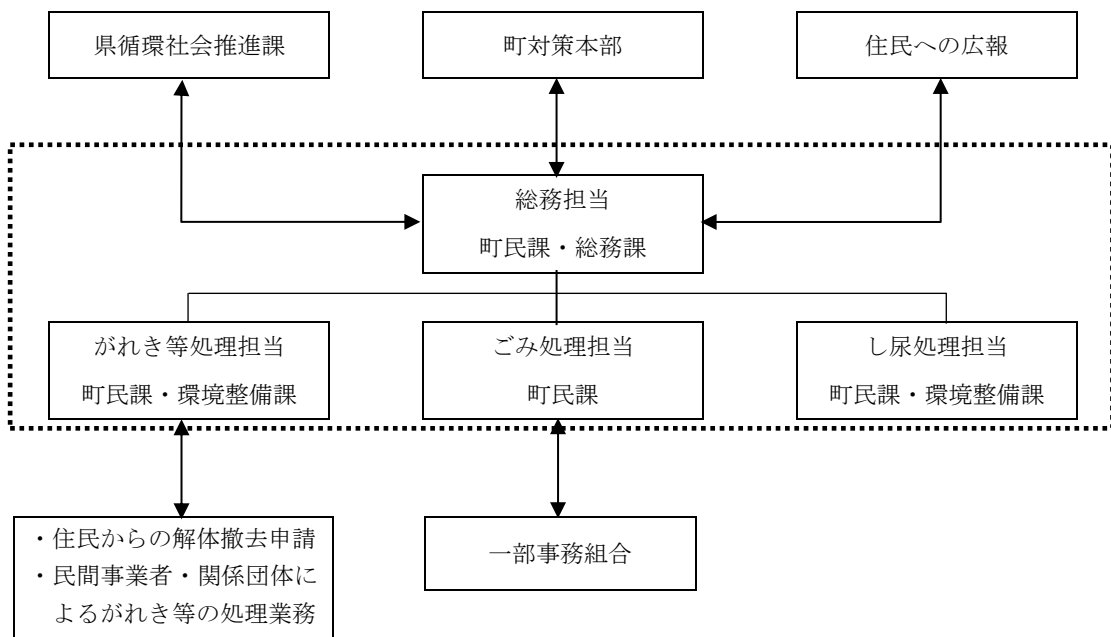 県循環社会推進課
町対策本部
住民への広報
総務担当
町民課・総務課
がれき等処理担当
町民課・環境整備課
ごみ処理担当
町民課
し尿処理担当
町民課・環境整備課
・住民からの解体撤去申請
・民間事業者・関係団体に
よるがれき等の処理業務
一部事務組合